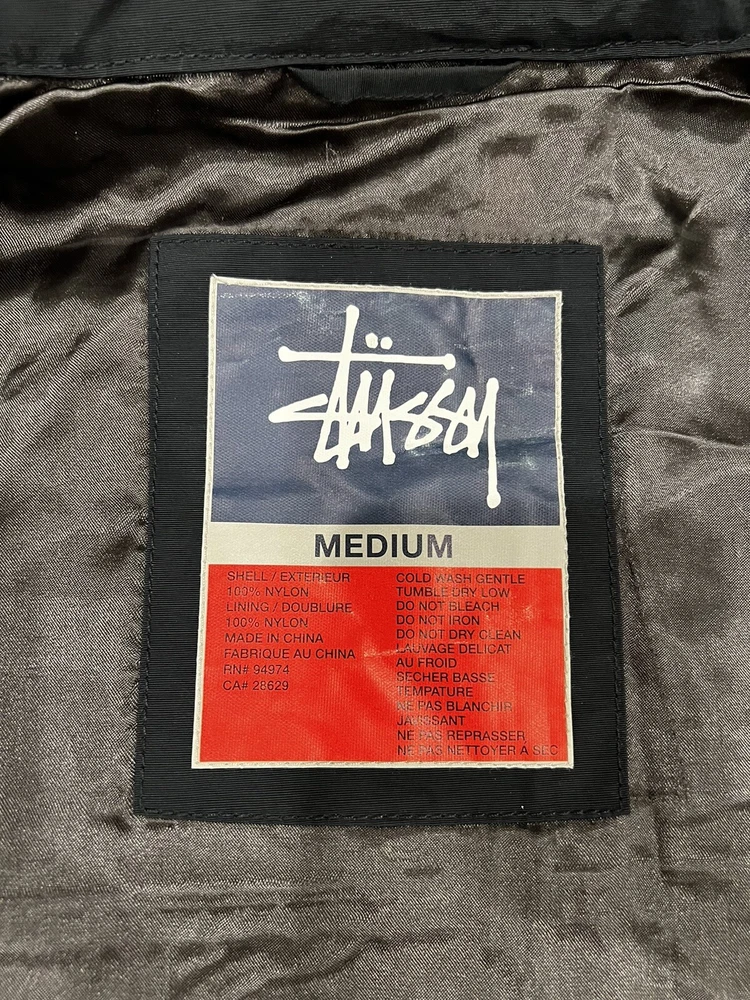 Stüssy
MEDIUM
SHELL / EXTERIEUR
100% NYLON
LINING / DOUBLURE
100% NYLON
MADE IN CHINA
FABRIQUE AU CHINA
RN# 94974
CA# 28629
COLD WASH GENTLE
TUMBLE DRY LOW
DO NOT BLEACH
DO NOT IRON
DO NOT DRY CLEAN
LAUVAGE DELICAT
AU FROID
SECHER BASSE
TEMPATURE
NE PAS BLANCHIR
JAUISSANT
NE PAS REPRASSER
NE PAS NETTOYER A SEC